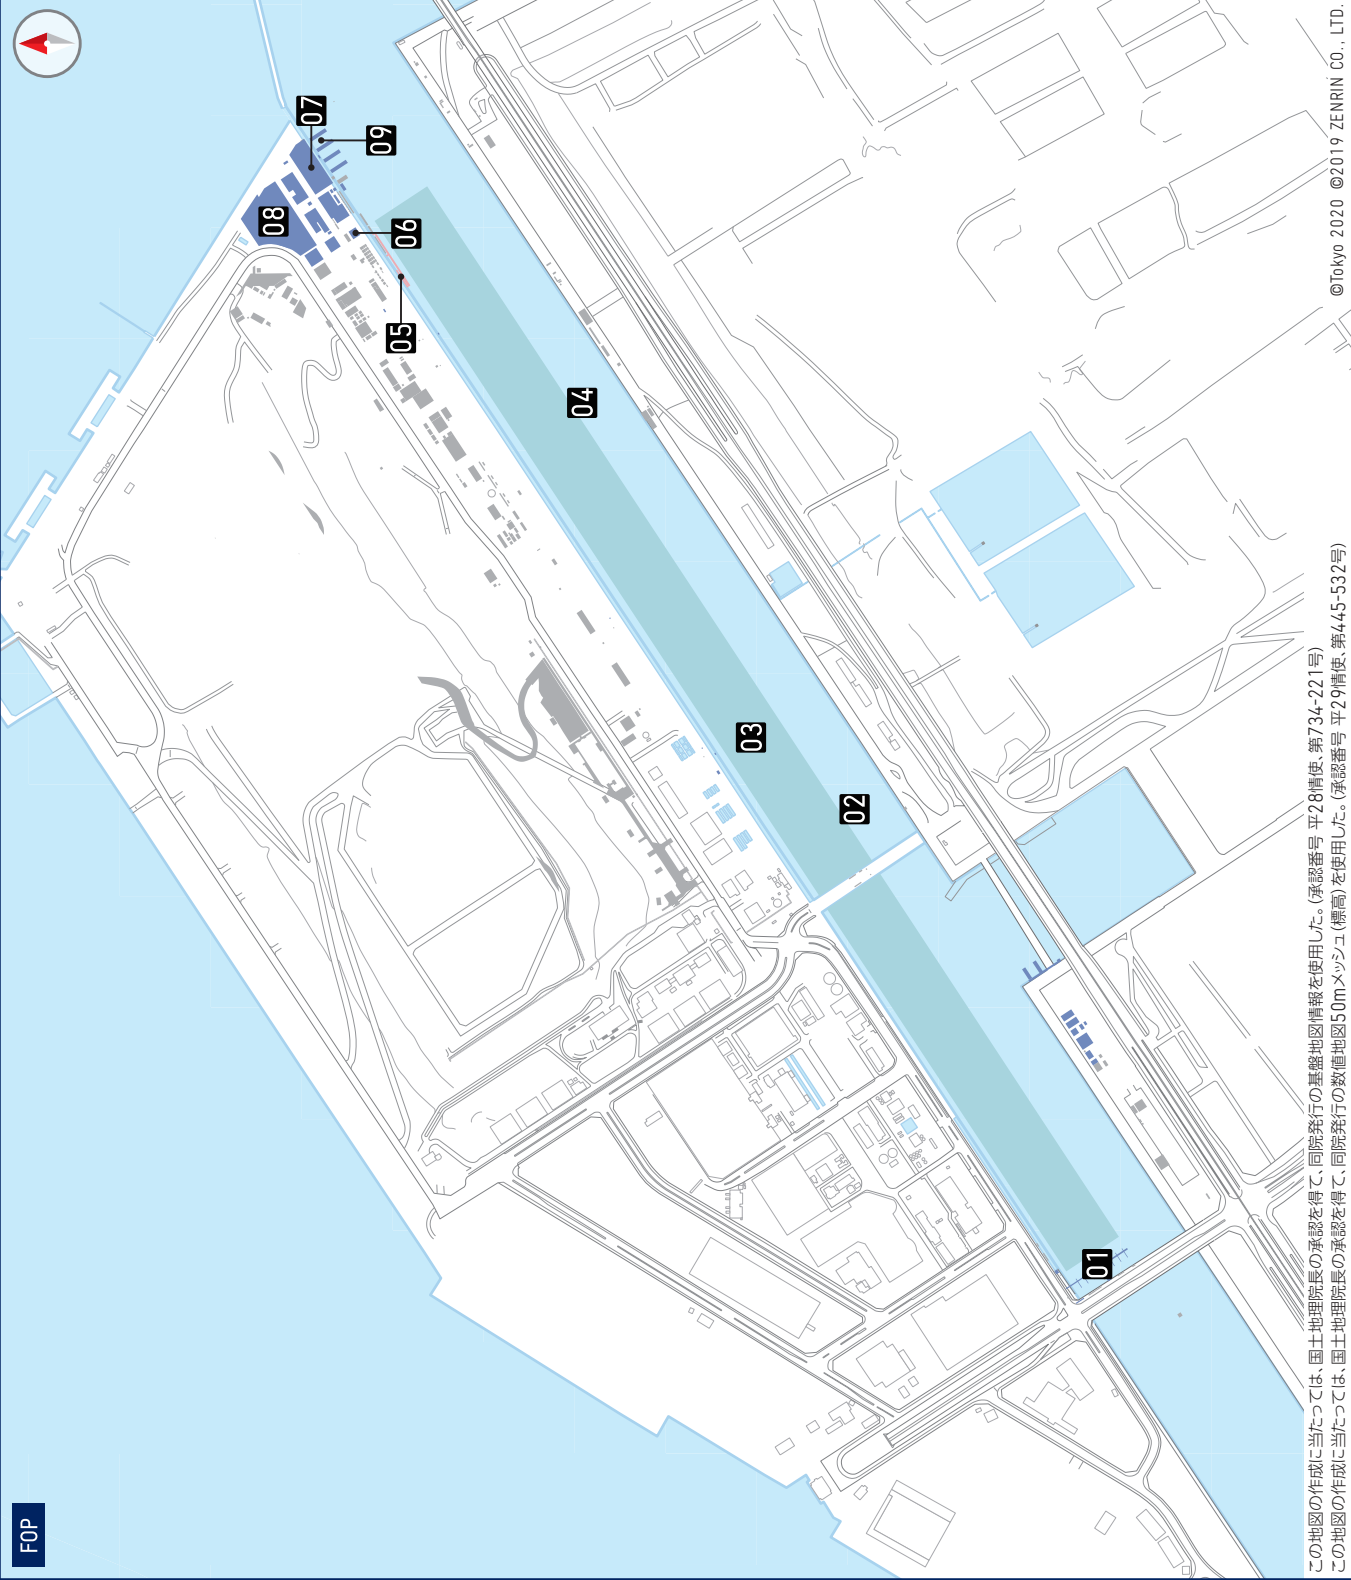 FOP
01
02
03
04
05
06
07
08
09
この地図の作成に当たっては、国土地理院長の承認を得て、同院発行の基盤地図情報を使用した。(承認番号 平28情使、第734-221号)
この地図の作成に当たっては、国土地理院長の承認を得て、同院発行の数値地図50mメッシュ(標高)を使用した。(承認番号 平29情使、第445-532号)
©Tokyo 2020 ©2019 ZENRIN CO., LTD.